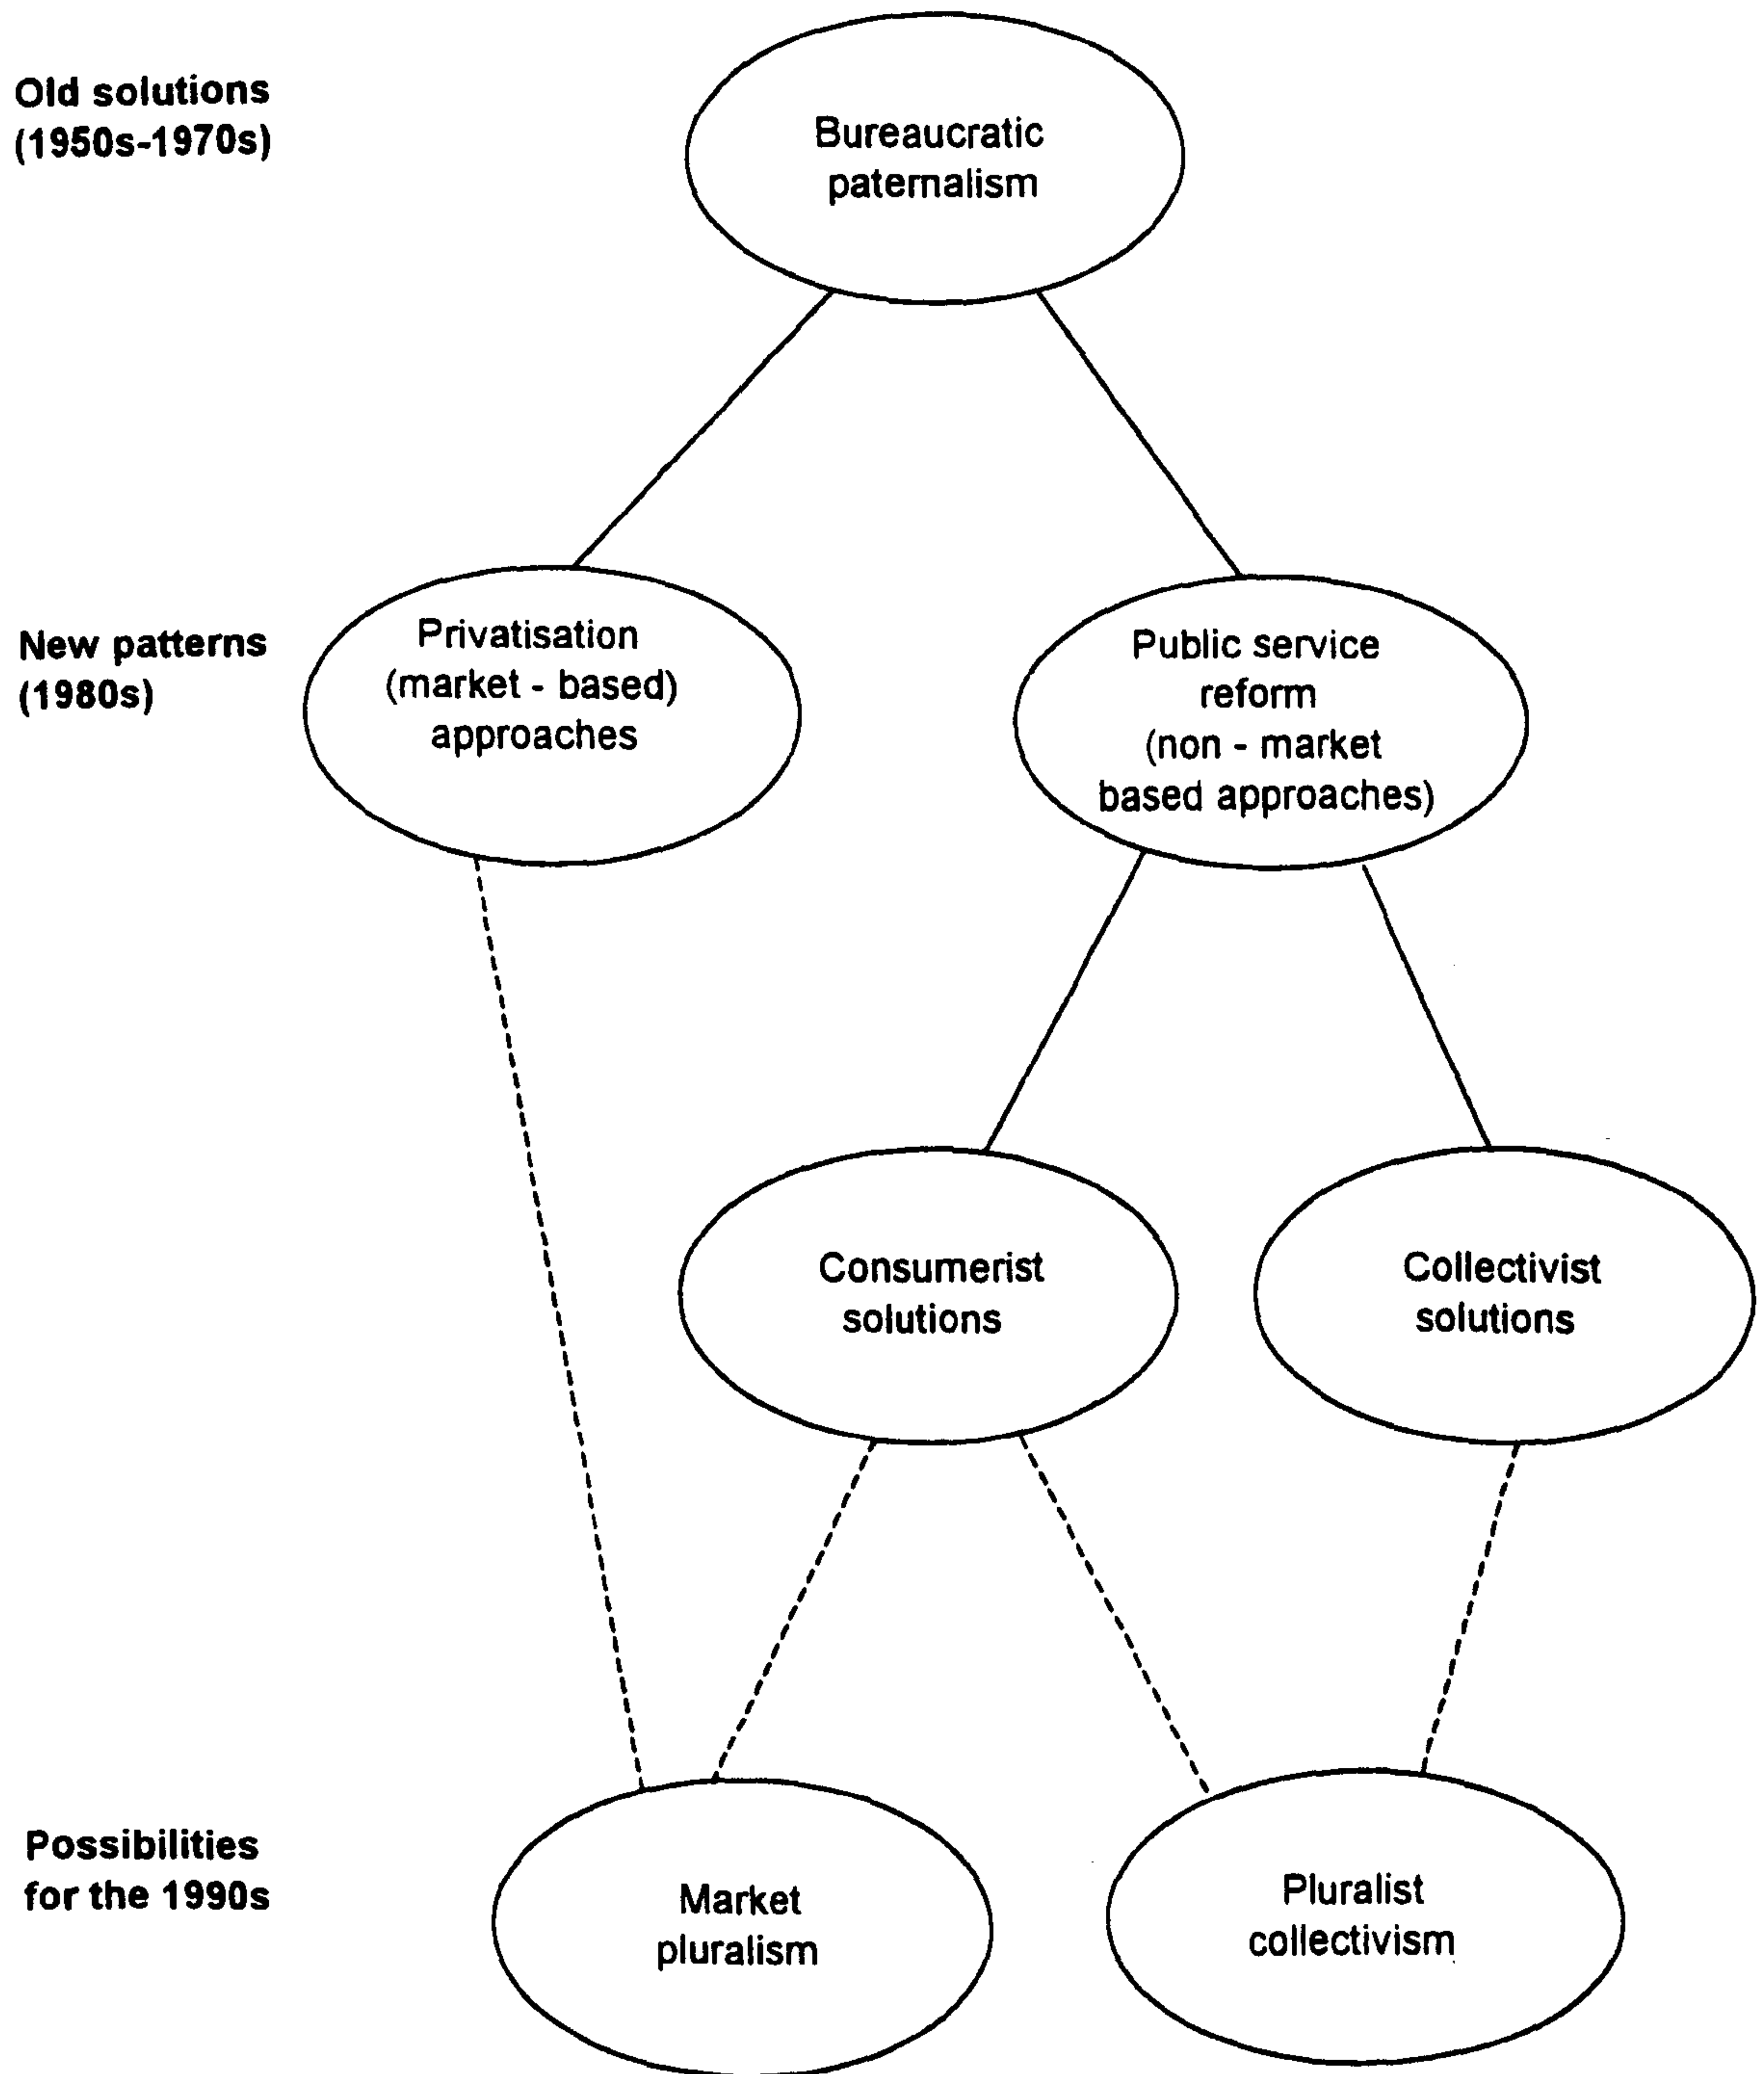 Old solutions
(1950s-1970s)
Bureaucratic
paternalism
New patterns
(1980s)
Privatisation
(market - based)
approaches
Public service
reform
(non - market
based approaches)
Consumerist
solutions
Collectivist
solutions
Possibilities
for the 1990s
Market
pluralism
Pluralist
collectivism